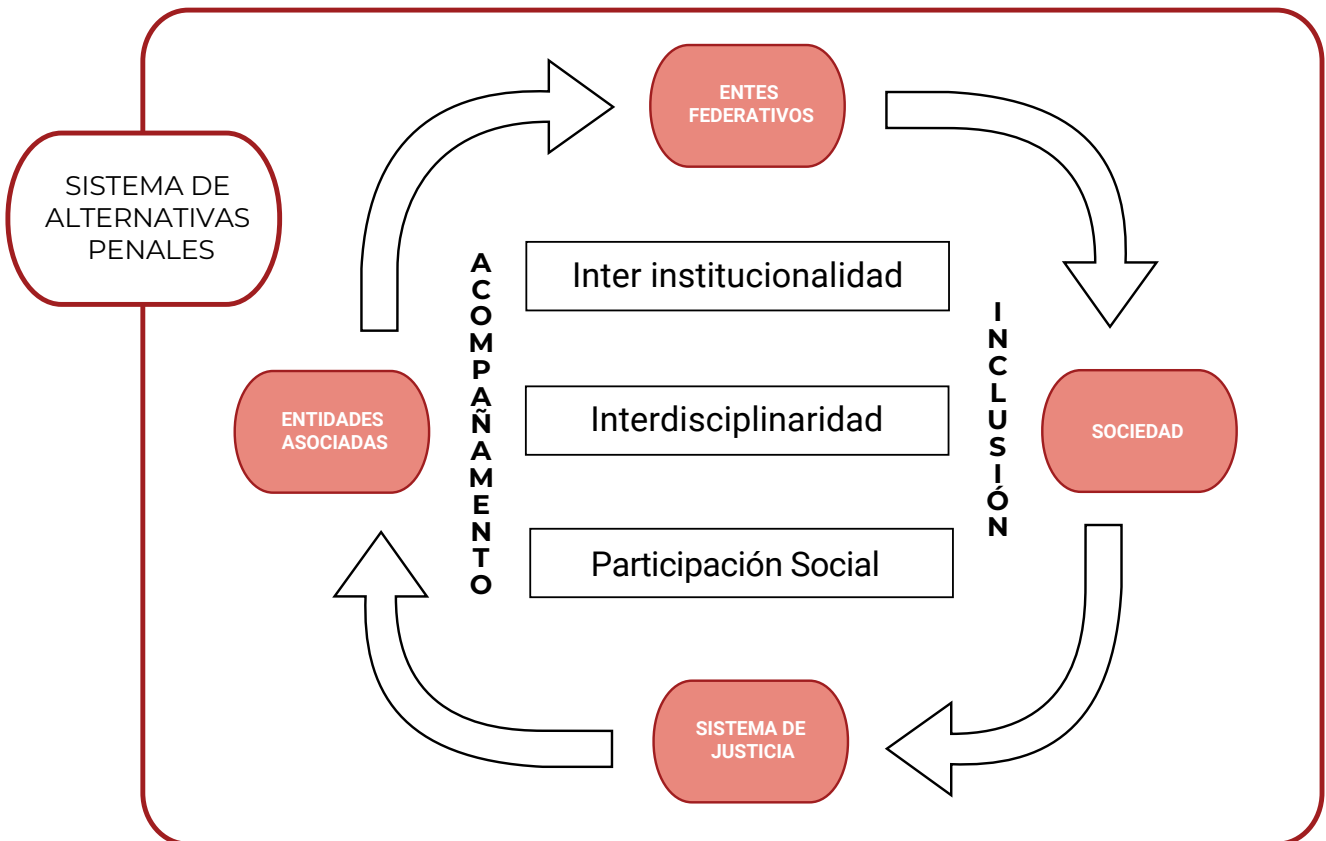 SISTEMA DE
ALTERNATIVAS
PENALES
ENTES
FEDERATIVOS
ENTIDADES
ASOCIADAS
ACOMPAÑAMENTO
Inter institucionalidad
Interdisciplinaridad
Participación Social
INCLUSIÓN
SOCIEDAD
SISTEMA DE
JUSTICIA